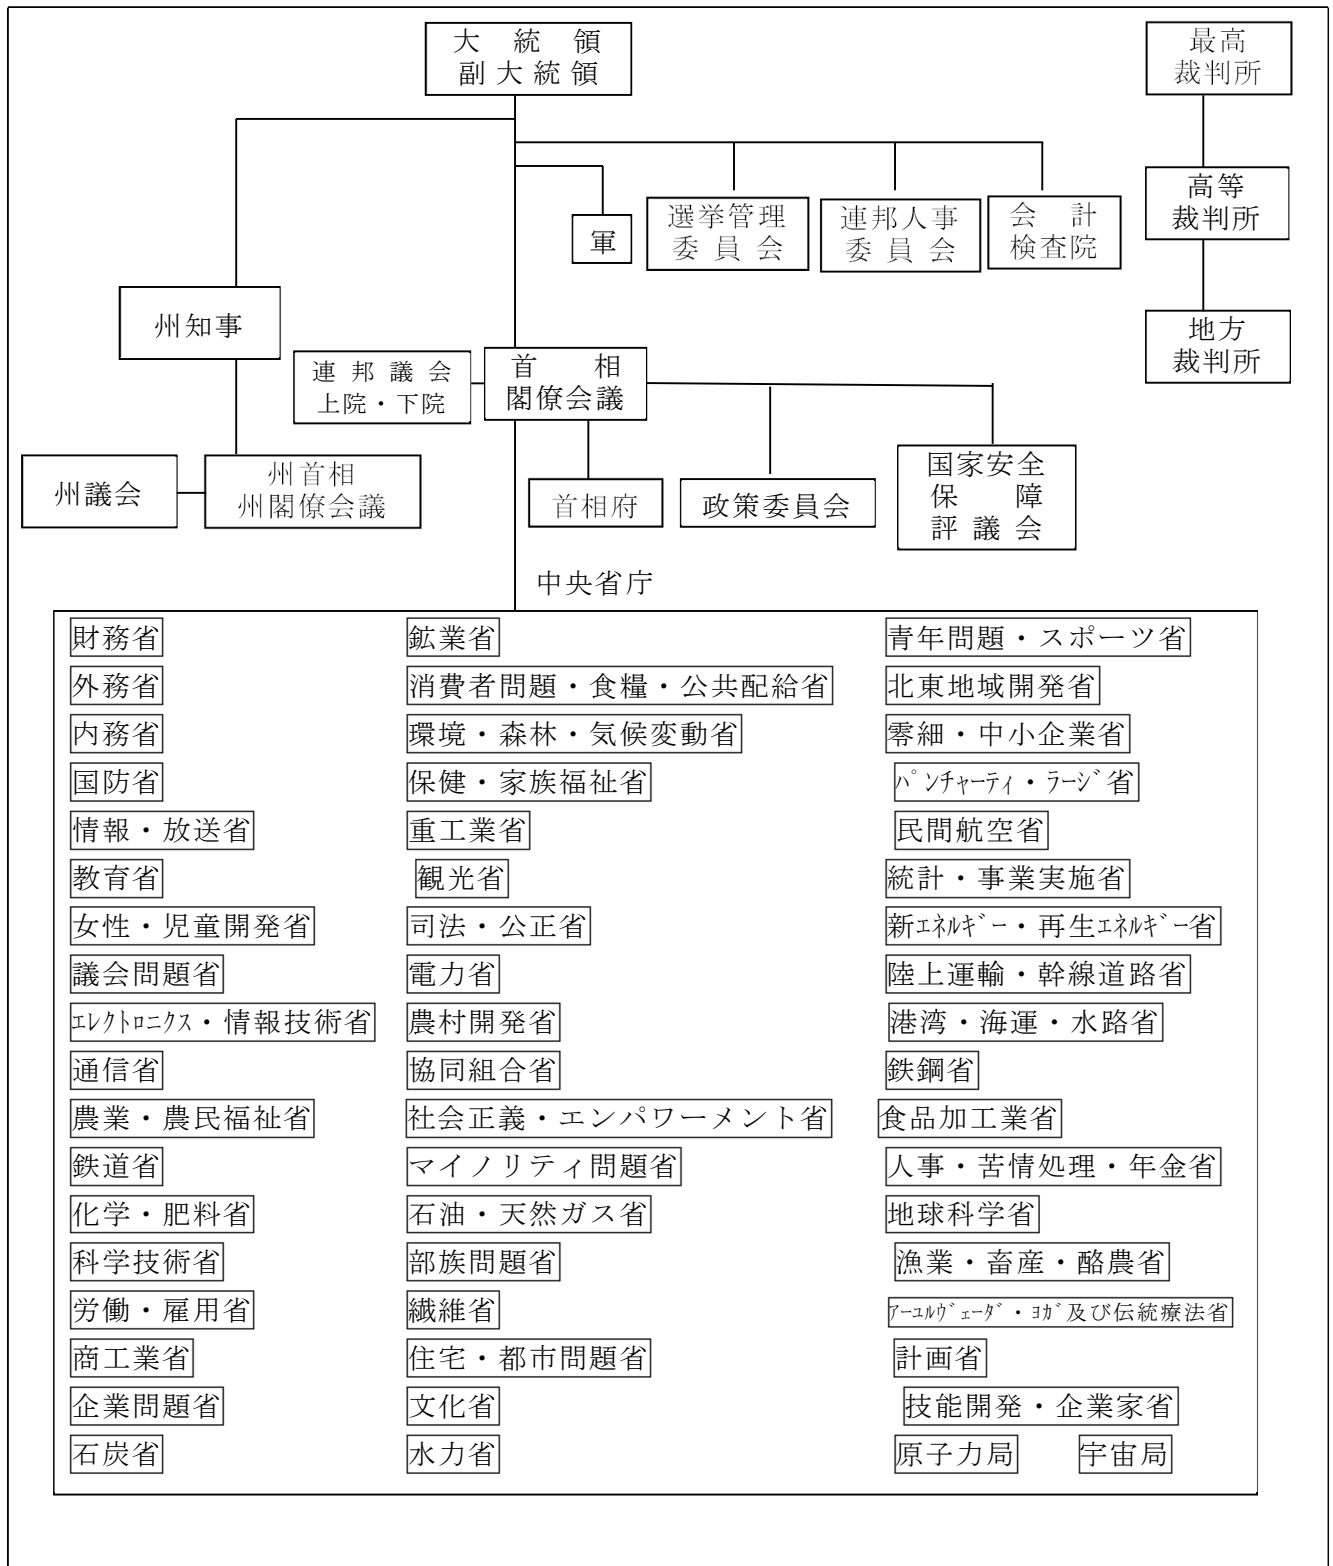 大統領
副大統領
最高
裁判所
高等
裁判所
地方
裁判所
軍
選挙管理
委員会
連邦人事
委員会
会計
検査院
州知事
連邦議会
上院・下院
首相
閣僚会議
州議会
州首相
州閣僚会議
首相府
政策委員会
国家安全
保障
評議会
中央省庁
財務省
外務省
内務省
国防省
情報・放送省
教育省
女性・児童開発省
議会問題省
ｴﾚｸﾄﾛﾆｸｽ・情報技術省
通信省
農業・農民福祉省
鉄道省
化学・肥料省
科学技術省
労働・雇用省
商工業省
企業問題省
石炭省
鉱業省
消費者問題・食糧・公共配給省
環境・森林・気候変動省
保健・家族福祉省
重工業省
観光省
司法・公正省
電力省
農村開発省
協同組合省
社会正義・エンパワーメント省
マイノリティ問題省
石油・天然ガス省
部族問題省
繊維省
住宅・都市問題省
文化省
水力省
青年問題・スポーツ省
北東地域開発省
零細・中小企業省
ﾊﾟﾝﾁｬｰﾃｨ・ﾗｰｼﾞ省
民間航空省
統計・事業実施省
新ｴﾈﾙｷﾞｰ・再生ｴﾈﾙｷﾞｰ省
陸上運輸・幹線道路省
港湾・海運・水路省
鉄鋼省
食品加工業省
人事・苦情処理・年金省
地球科学省
漁業・畜産・酪農省
ｱｰﾕﾙｳﾞｪｰﾀﾞ・ﾖｶﾞ及び伝統療法省
計画省
技能開発・企業家省
原子力局 宇宙局